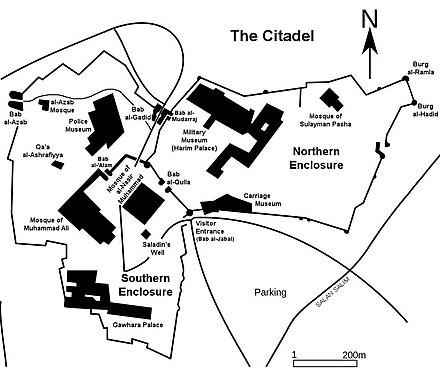 The Citadel
N
Burg
al-Ramla
Burg
al-Hadid
Bab
al-Azab
al-Azab
Mosque
Police
Museum
Bab
al-Gadid
Bab al-
Mudarraj
Military
Museum
(Harim Palace)
Mosque of
Sulayman Pasha
Northern
Enclosure
Qa'a
al-Ashrafiyya
Bab
al-'Alam
Mosque of
al-Nasir
Muhammad
Bab
al-Qulla
Carriage
Museum
Mosque of
Muhammad Ali
Saladin's
Well
Visitor
Entrance
(Bab al-Jabal)
Southern
Enclosure
Gawhara Palace
Parking
SALAN SALIM
1
200m